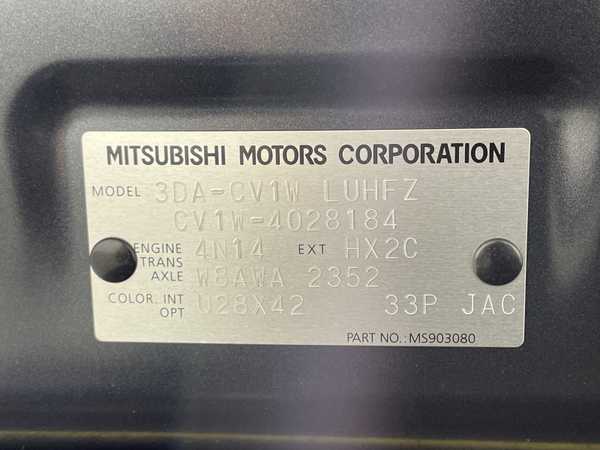 MITSUBISHI MOTORS CORPORATION
MODEL 3DA-CV1W LUHFZ
CV1W-4028184
ENGINE 4N14 EXT HX2C
TRANS
AXLE W8AWA 2352
COLOR. INT U28X42 33P JAC
OPT
PART NO.:MS903080